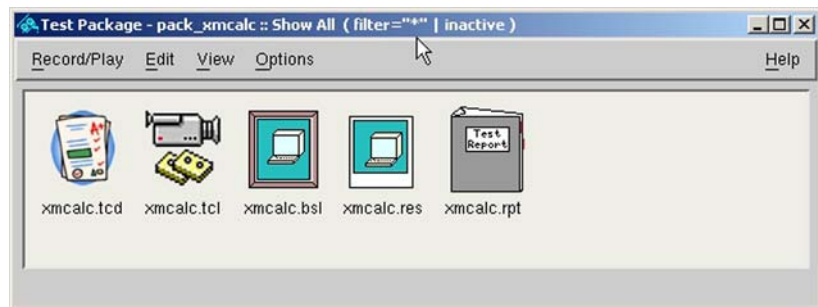 Test Package - pack_xmcalc :: Show All ( filter="*" | inactive )
Record/Play Edit View Options Help
A+
Test
Report
xmcalc.tcd xmcalc.tcl xmcalc.bsl xmcalc.res xmcalc.rpt